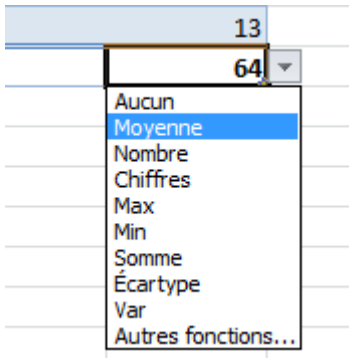 13
64
Aucun
Moyenne
Nombre
Chiffres
Max
Min
Somme
Écartype
Var
Autres fonctions...